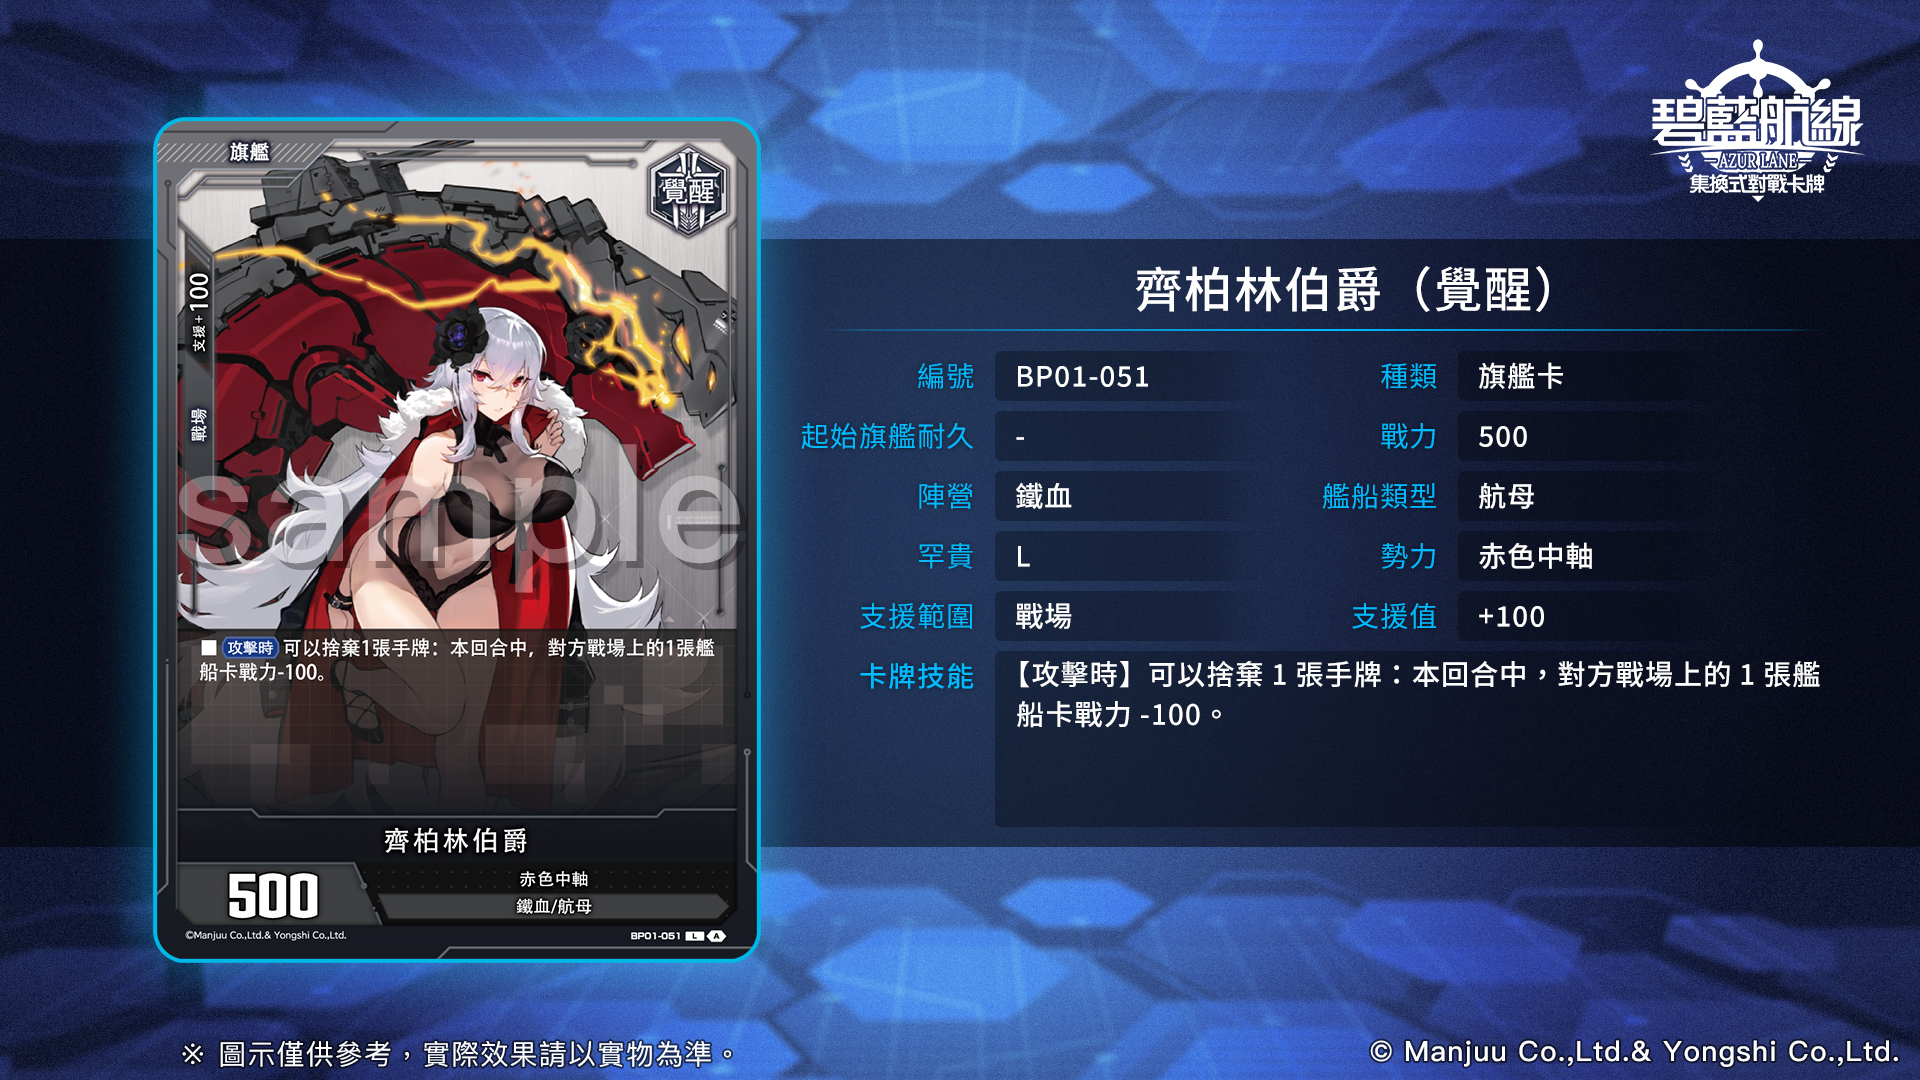 碧藍航線
AZUR LANE
集換式對戰卡牌
旗艦
覺醒
支援+100
戰場
sample
■ 攻擊時 可以捨棄1張手牌：本回合中，對方戰場上的1張艦
船卡戰力-100。
齊柏林伯爵
500
赤色中軸
鐵血/航母
©Manjuu Co.,Ltd.& Yongshi Co.,Ltd.
BP01-051 L A
齊柏林伯爵（覺醒）
編號 BP01-051 種類 旗艦卡
起始旗艦耐久 - 戰力 500
陣營 鐵血 艦船類型 航母
罕貴 L 勢力 赤色中軸
支援範圍 戰場 支援值 +100
卡牌技能 【攻擊時】可以捨棄 1 張手牌：本回合中，對方戰場上的 1 張艦
船卡戰力 -100。
※ 圖示僅供參考，實際效果請以實物為準。
© Manjuu Co.,Ltd.& Yongshi Co.,Ltd.